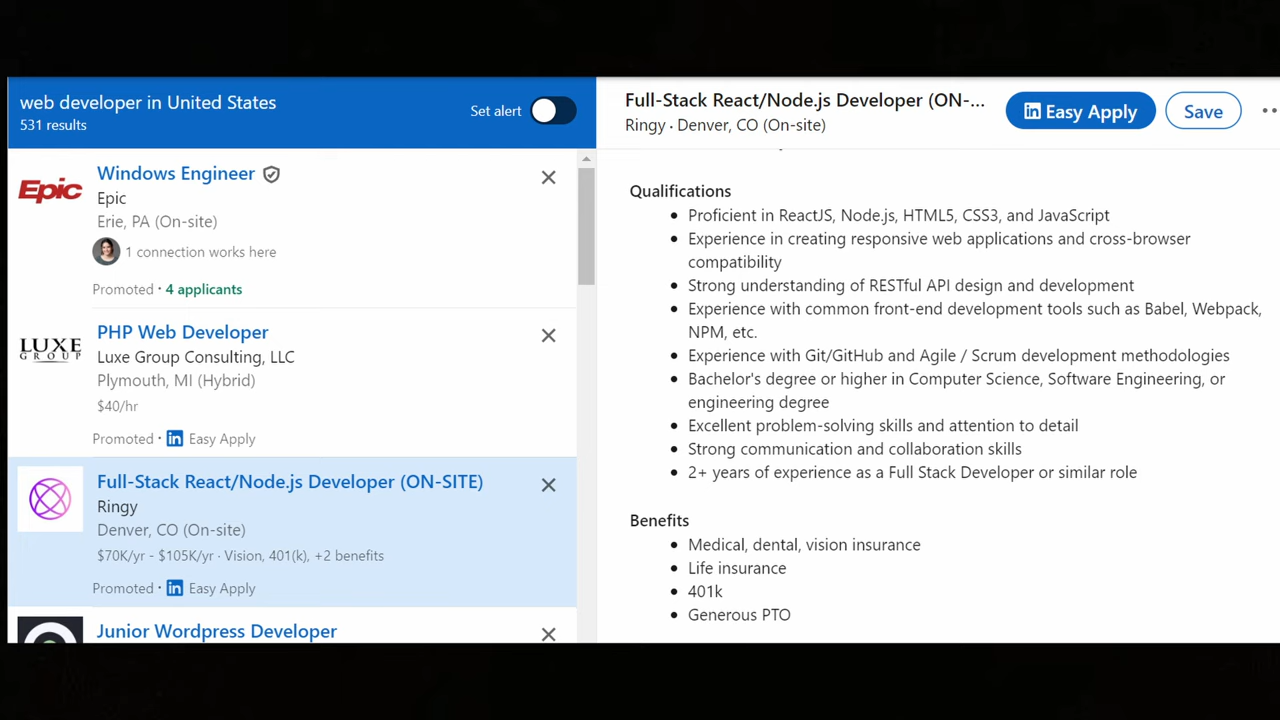 web developer in United States
531 results
Set alert
Epic
Windows Engineer
Epic
Erie, PA (On-site)
1 connection works here
Promoted · 4 applicants
LUXE
GROUP
PHP Web Developer
Luxe Group Consulting, LLC
Plymouth, MI (Hybrid)
$40/hr
Promoted · in Easy Apply
Full-Stack React/Node.js Developer (ON-SITE)
Ringy
Denver, CO (On-site)
$70K/yr - $105K/yr · Vision, 401(k), +2 benefits
Promoted · in Easy Apply
Junior Wordpress Developer
Full-Stack React/Node.js Developer (ON-...
Ringy · Denver, CO (On-site)
in Easy Apply
Save
Qualifications
• Proficient in ReactJS, Node.js, HTML5, CSS3, and JavaScript
• Experience in creating responsive web applications and cross-browser
compatibility
• Strong understanding of RESTful API design and development
• Experience with common front-end development tools such as Babel, Webpack,
NPM, etc.
• Experience with Git/GitHub and Agile / Scrum development methodologies
• Bachelor's degree or higher in Computer Science, Software Engineering, or
engineering degree
• Excellent problem-solving skills and attention to detail
• Strong communication and collaboration skills
• 2+ years of experience as a Full Stack Developer or similar role
Benefits
• Medical, dental, vision insurance
• Life insurance
• 401k
• Generous PTO